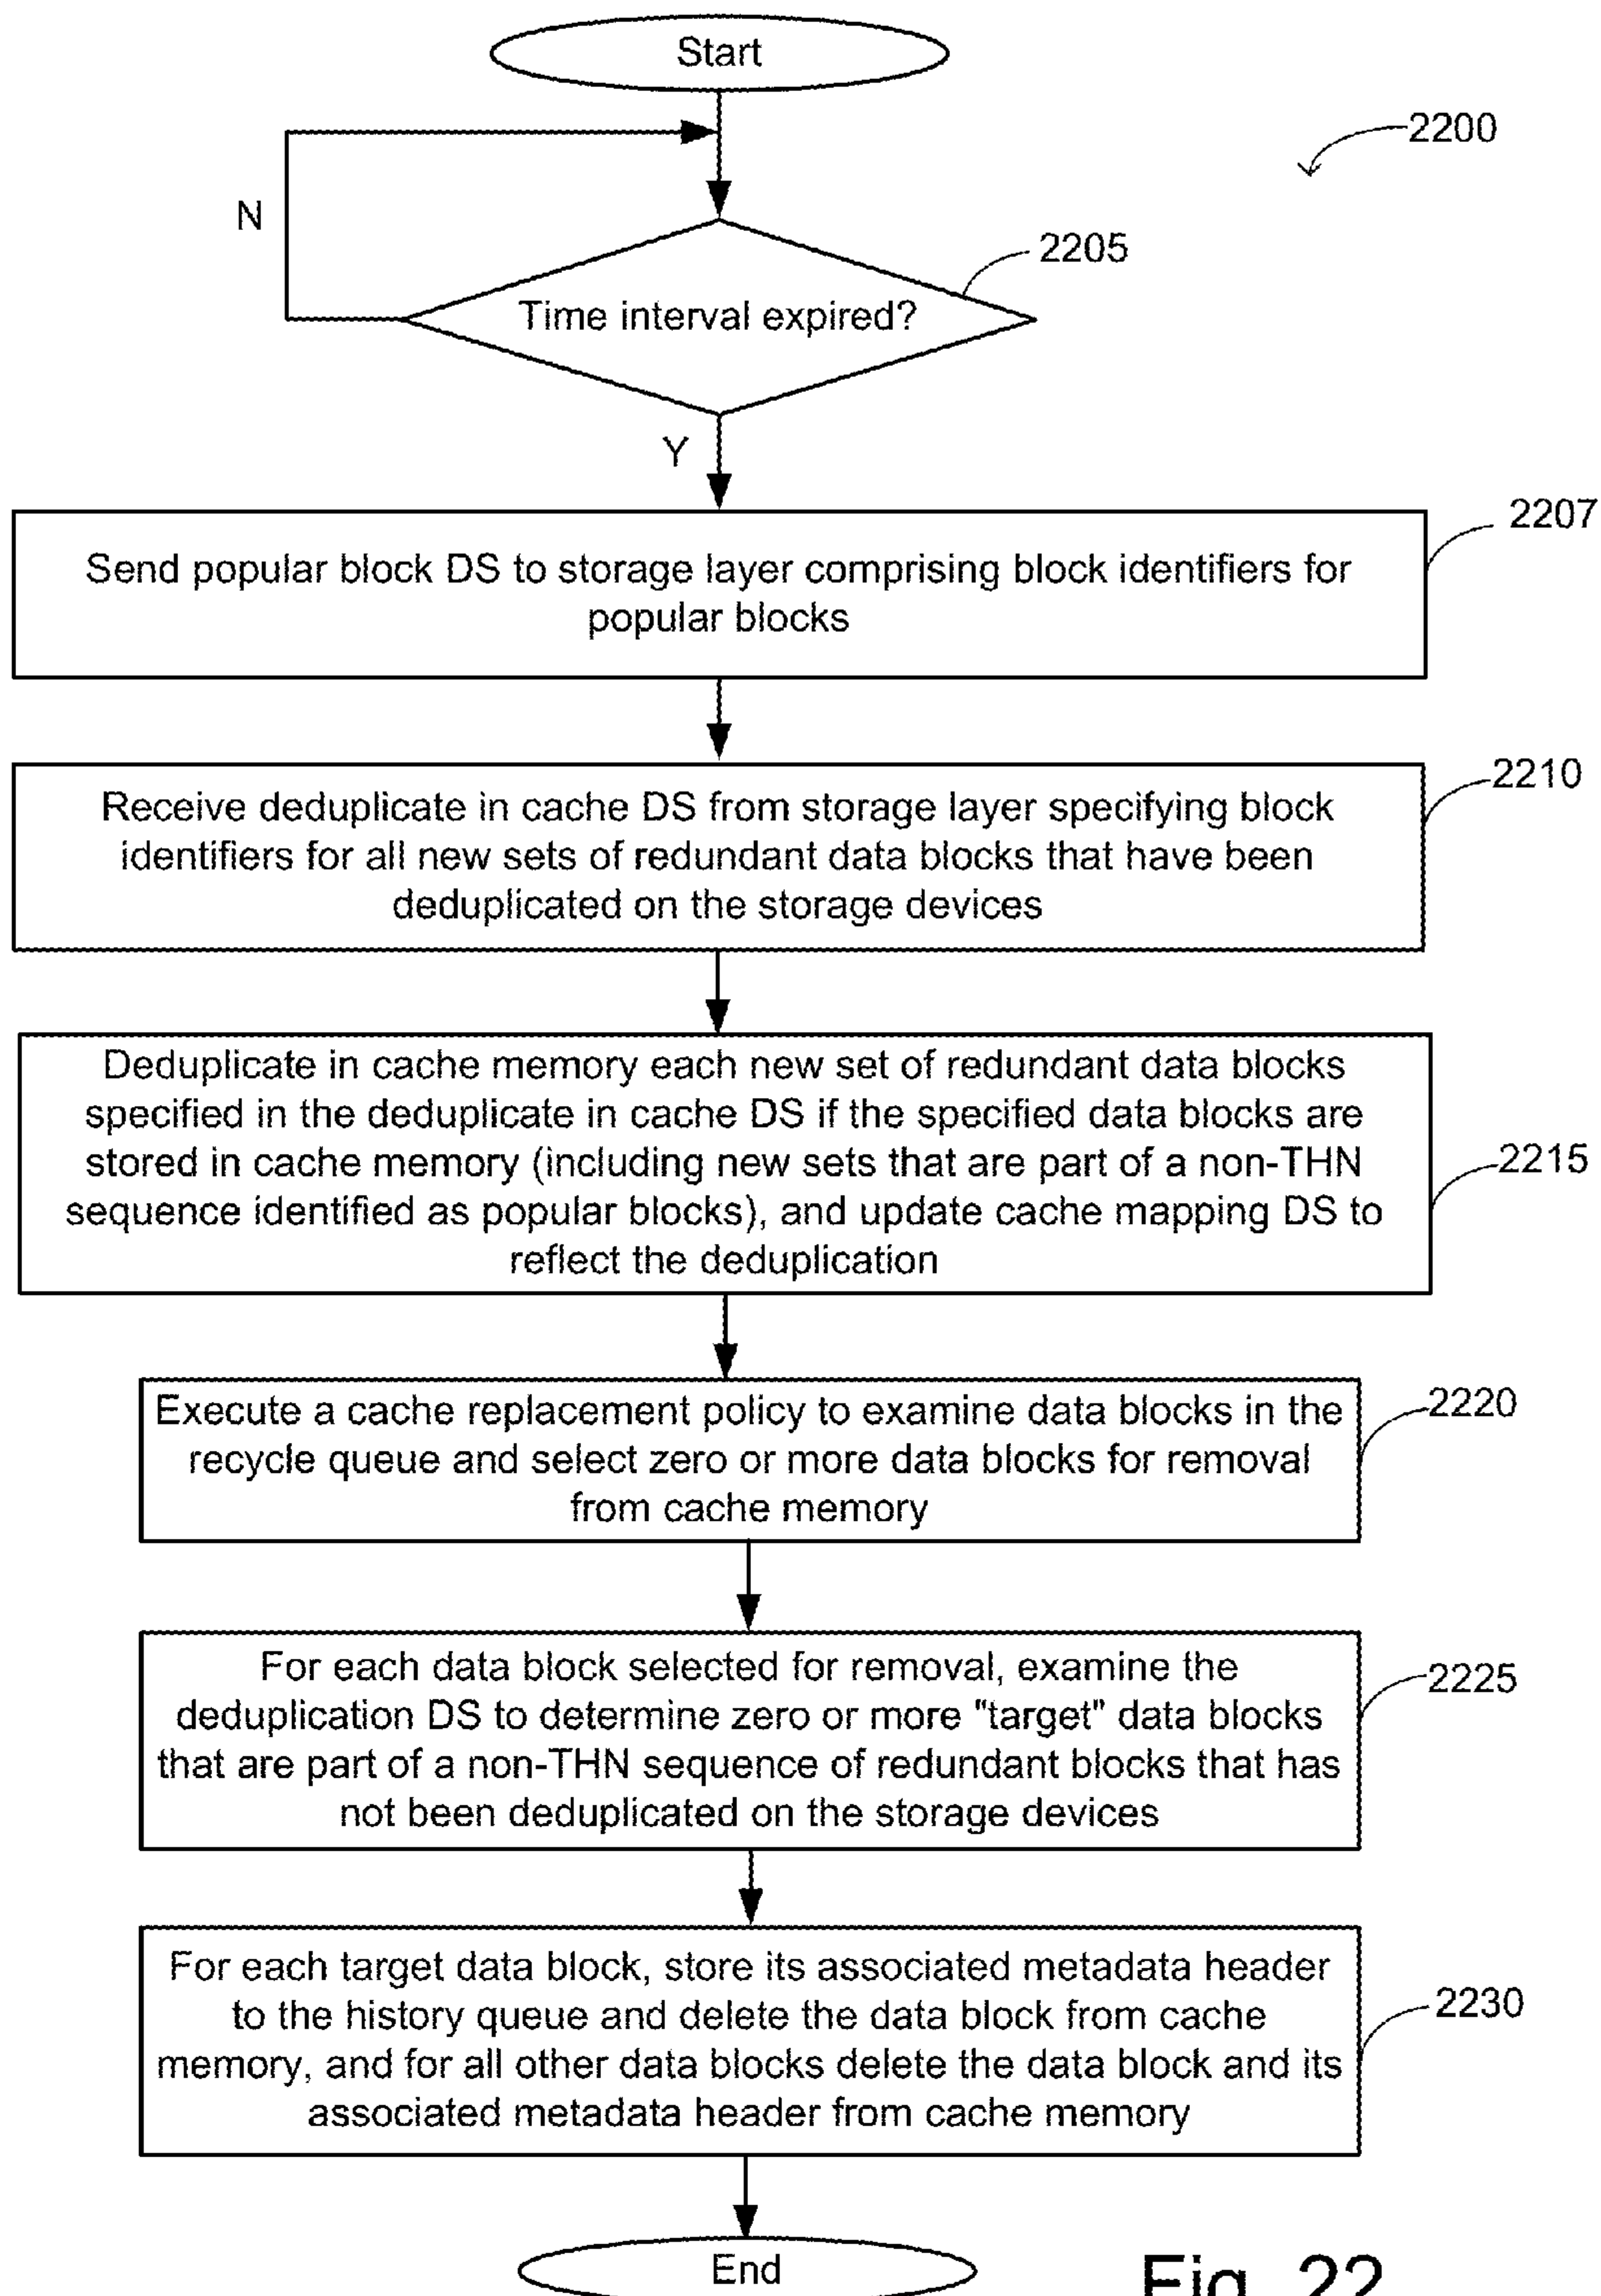 Start
2200
N
2205
Time interval expired?
Y
2207
Send popular block DS to storage layer comprising block identifiers for
popular blocks
2210
Receive deduplicate in cache DS from storage layer specifying block
identifiers for all new sets of redundant data blocks that have been
deduplicated on the storage devices
Deduplicate in cache memory each new set of redundant data blocks
specified in the deduplicate in cache DS if the specified data blocks are
stored in cache memory (including new sets that are part of a non-THN
sequence identified as popular blocks), and update cache mapping DS to
reflect the deduplication
2215
Execute a cache replacement policy to examine data blocks in the
recycle queue and select zero or more data blocks for removal
from cache memory
2220
For each data block selected for removal, examine the
deduplication DS to determine zero or more "target" data blocks
that are part of a non-THN sequence of redundant blocks that has
not been deduplicated on the storage devices
2225
For each target data block, store its associated metadata header
to the history queue and delete the data block from cache
memory, and for all other data blocks delete the data block and its
associated metadata header from cache memory
2230
End
Fig. 22